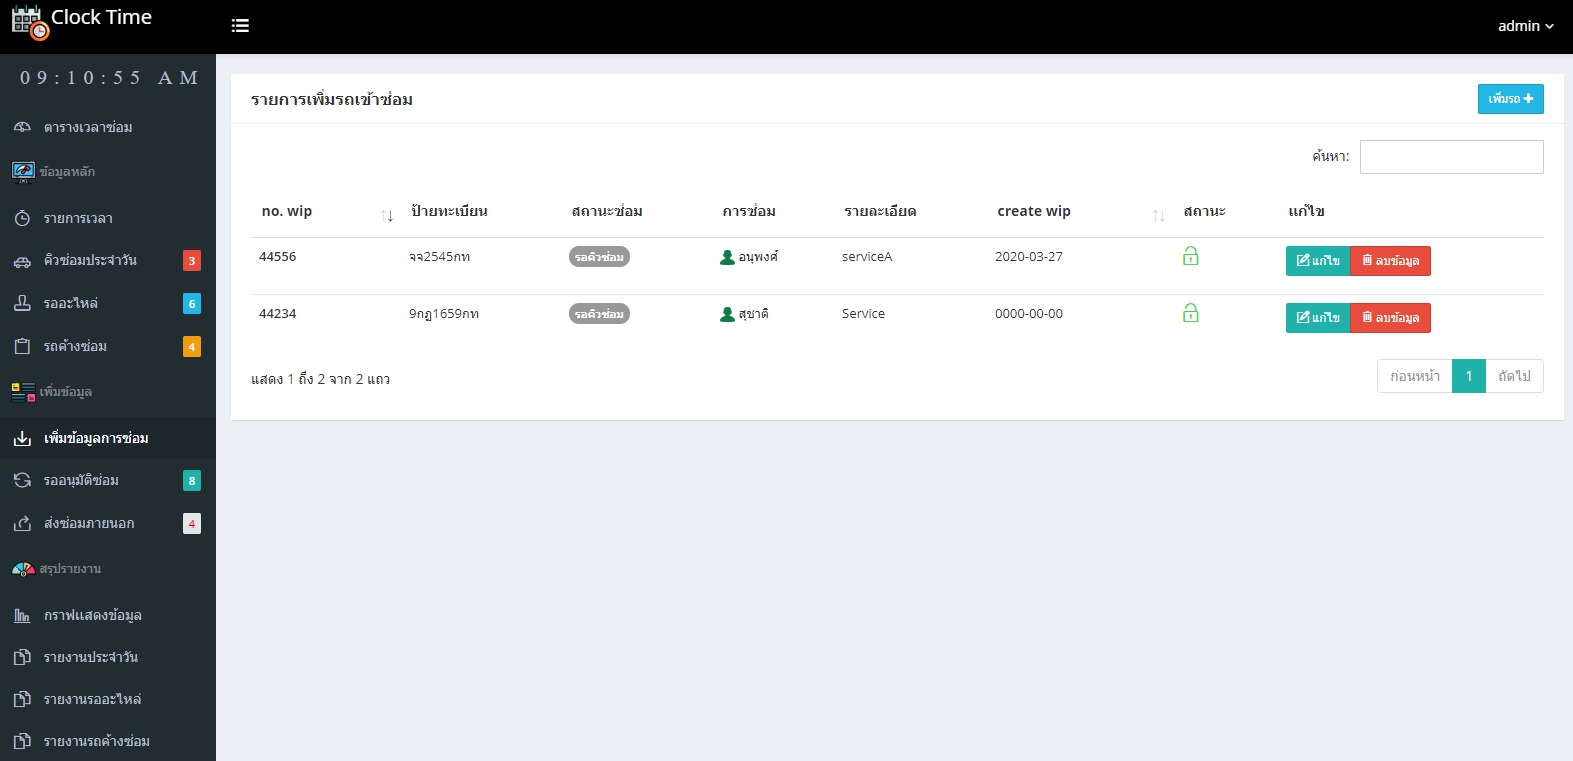 Clock Time
admin
09:10:55 AM
ตารางเวลาซ่อม
ข้อมูลหลัก
รายการเวลา
คิวซ่อมประจำวัน 3
รออะไหล่ 6
รถค้างซ่อม 4
เพิ่มข้อมูล
เพิ่มข้อมูลการซ่อม
รออนุมัติซ่อม 8
ส่งซ่อมภายนอก 4
สรุปรายงาน
กราฟแสดงข้อมูล
รายงานประจำวัน
รายงานรออะไหล่
รายงานรถค้างซ่อม
รายการเพิ่มรถเข้าซ่อม
เพิ่มรถ
ค้นหา:
no. wip ป้ายทะเบียน สถานะซ่อม การซ่อม รายละเอียด create wip สถานะ แก้ไข
44556 จจ2545กท รอคิวซ่อม อนุพงศ์ serviceA 2020-03-27 แก้ไข ลบข้อมูล
44234 9กฎ1659กท รอคิวซ่อม สุชาติ Service 0000-00-00 แก้ไข ลบข้อมูล
แสดง 1 ถึง 2 จาก 2 แถว
ก่อนหน้า 1 ถัดไป